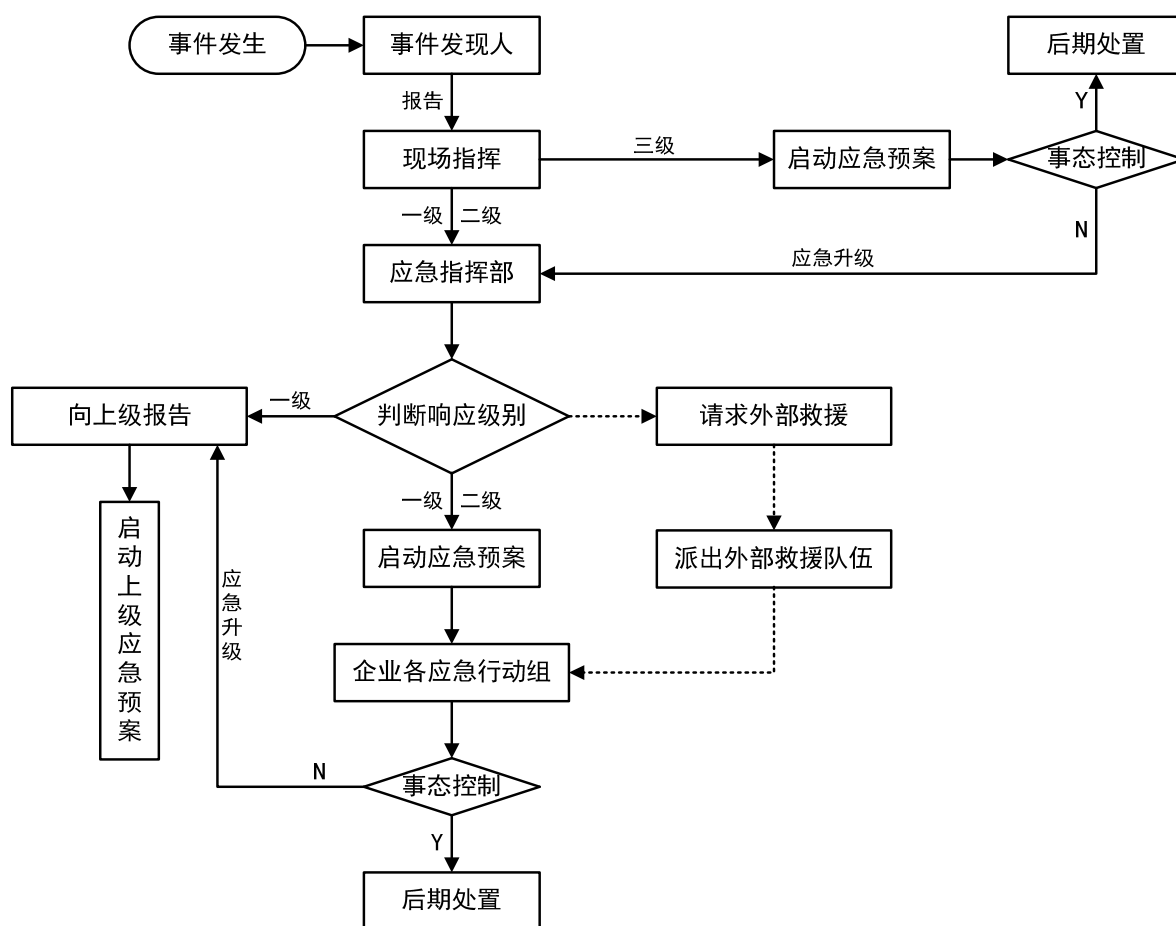 事件发生
事件发现人
后期处置
报告
Y
现场指挥
三级
启动应急预案
事态控制
一级 二级
N
应急指挥部
应急升级
向上级报告
一级
判断响应级别
请求外部救援
一级 二级
启动上级应急预案
启动应急预案
派出外部救援队伍
应急升级
企业各应急行动组
N
事态控制
Y
后期处置